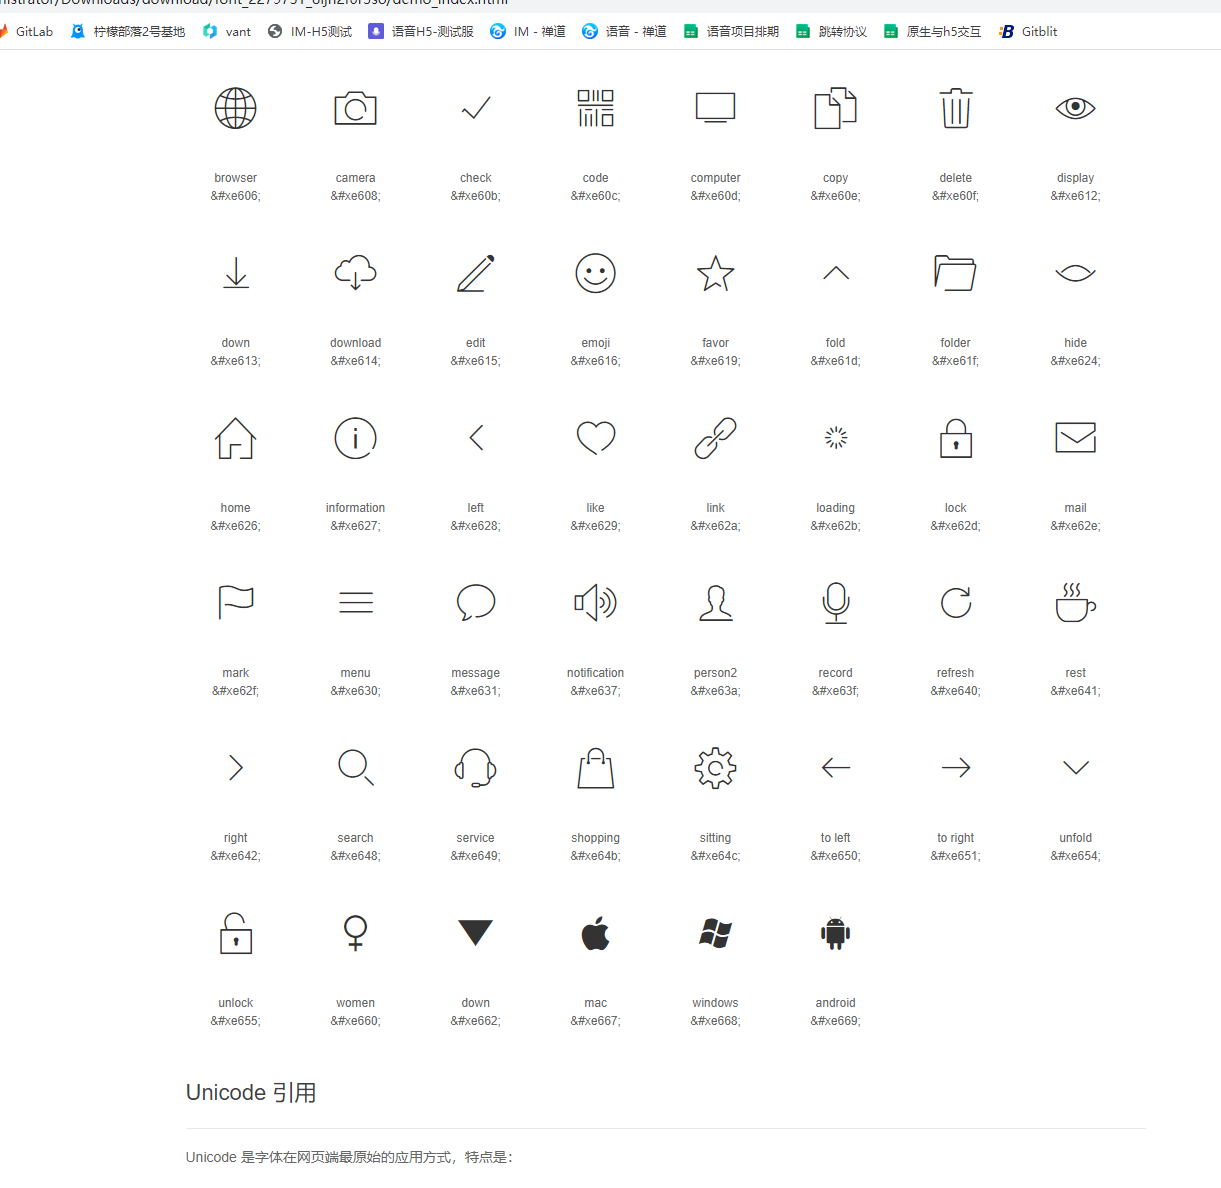 GitLab 柠檬部落2号基地 vant IM-H5测试 语音H5-测试服 IM - 禅道 语音 - 禅道 语音项目排期 跳转协议 原生与h5交互 Gitblit
browser camera check code computer copy delete display
&#xe606; &#xe608; &#xe60b; &#xe60c; &#xe60d; &#xe60e; &#xe60f; &#xe612;
down download edit emoji favor fold folder hide
&#xe613; &#xe614; &#xe615; &#xe616; &#xe619; &#xe61d; &#xe61f; &#xe624;
home information left like link loading lock mail
&#xe626; &#xe627; &#xe628; &#xe629; &#xe62a; &#xe62b; &#xe62d; &#xe62e;
mark menu message notification person2 record refresh rest
&#xe62f; &#xe630; &#xe631; &#xe637; &#xe63a; &#xe63f; &#xe640; &#xe641;
right search service shopping sitting to left to right unfold
&#xe642; &#xe648; &#xe649; &#xe64b; &#xe64c; &#xe650; &#xe651; &#xe654;
unlock women down mac windows android
&#xe655; &#xe660; &#xe662; &#xe667; &#xe668; &#xe669;
Unicode 引用
Unicode 是字体在网页端最原始的应用方式，特点是：